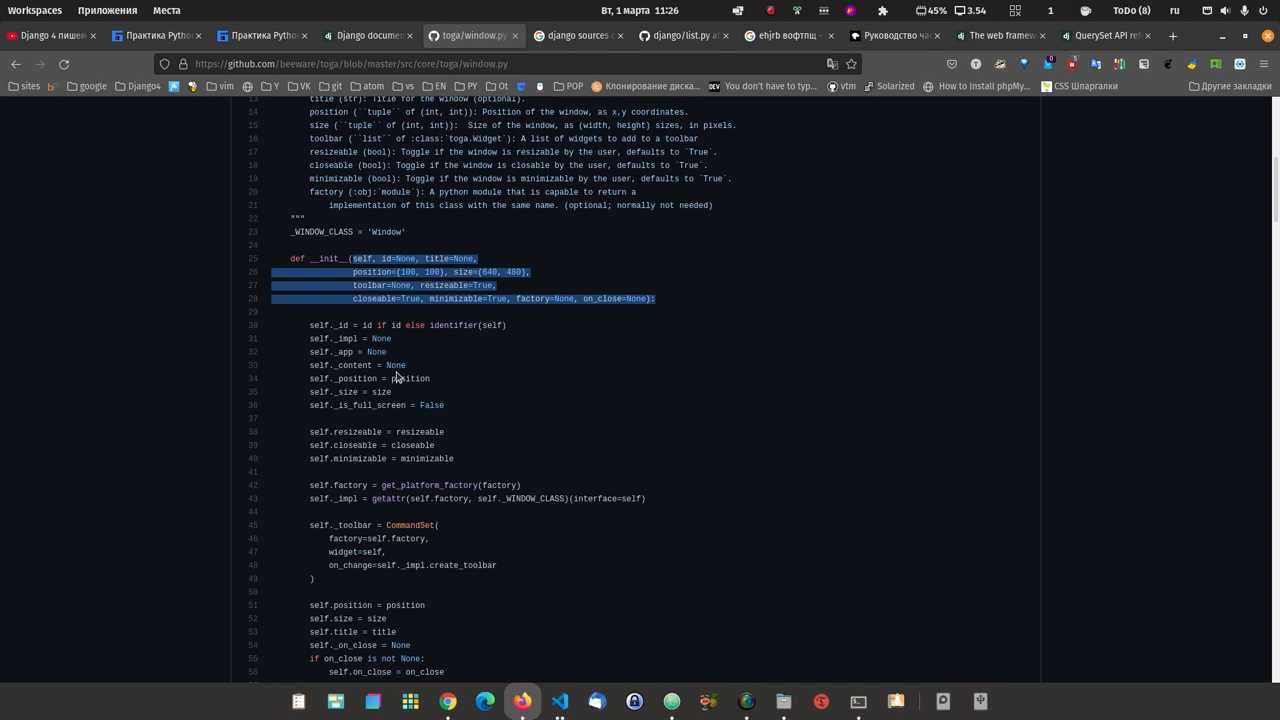 Workspaces Приложения Места Вт, 1 марта 11:26 1 45% 3.54 ToDo (8) ru
Django 4 пишем Практика Python Практика Python Django documen toga/window.py django sources django/list.py at ehjrb вофтпщ Руководство ча The web framew QuerySet API re
https://github.com/beeware/toga/blob/master/src/core/toga/window.py
sites google Django4 vim Y VK git atom vs EN Р/У Ot POP Клонирование диска... You don't have to typ... vtm Solarized How to Install phpMy... CSS Шпаргалки Другие закладки
13 title (str): Title for the window (optional).
14 position (``tuple`` of (int, int)): Position of the window, as x,y coordinates.
15 size (``tuple`` of (int, int)): Size of the window, as (width, height) sizes, in pixels.
16 toolbar (``list`` of :class:`toga.Widget`): A list of widgets to add to a toolbar
17 resizeable (bool): Toggle if the window is resizable by the user, defaults to `True`.
18 closeable (bool): Toggle if the window is closable by the user, defaults to `True`.
19 minimizable (bool): Toggle if the window is minimizable by the user, defaults to `True`.
20 factory (:obj:`module`): A python module that is capable to return a
21 implementation of this class with the same name. (optional; normally not needed)
22 """
23 _WINDOW_CLASS = 'Window'
24
25 def __init__(self, id=None, title=None,
26 position=(100, 100), size=(640, 480),
27 toolbar=None, resizeable=True,
28 closeable=True, minimizable=True, factory=None, on_close=None):
29
30 self._id = id if id else identifier(self)
31 self._impl = None
32 self._app = None
33 self._content = None
34 self._position = position
35 self._size = size
36 self._is_full_screen = False
37
38 self.resizeable = resizeable
39 self.closeable = closeable
40 self.minimizable = minimizable
41
42 self.factory = get_platform_factory(factory)
43 self._impl = getattr(self.factory, self._WINDOW_CLASS)(interface=self)
44
45 self._toolbar = CommandSet(
46 factory=self.factory,
47 widget=self,
48 on_change=self._impl.create_toolbar
49 )
50
51 self.position = position
52 self.size = size
53 self.title = title
54 self._on_close = None
55 if on_close is not None:
56 self.on_close = on_close